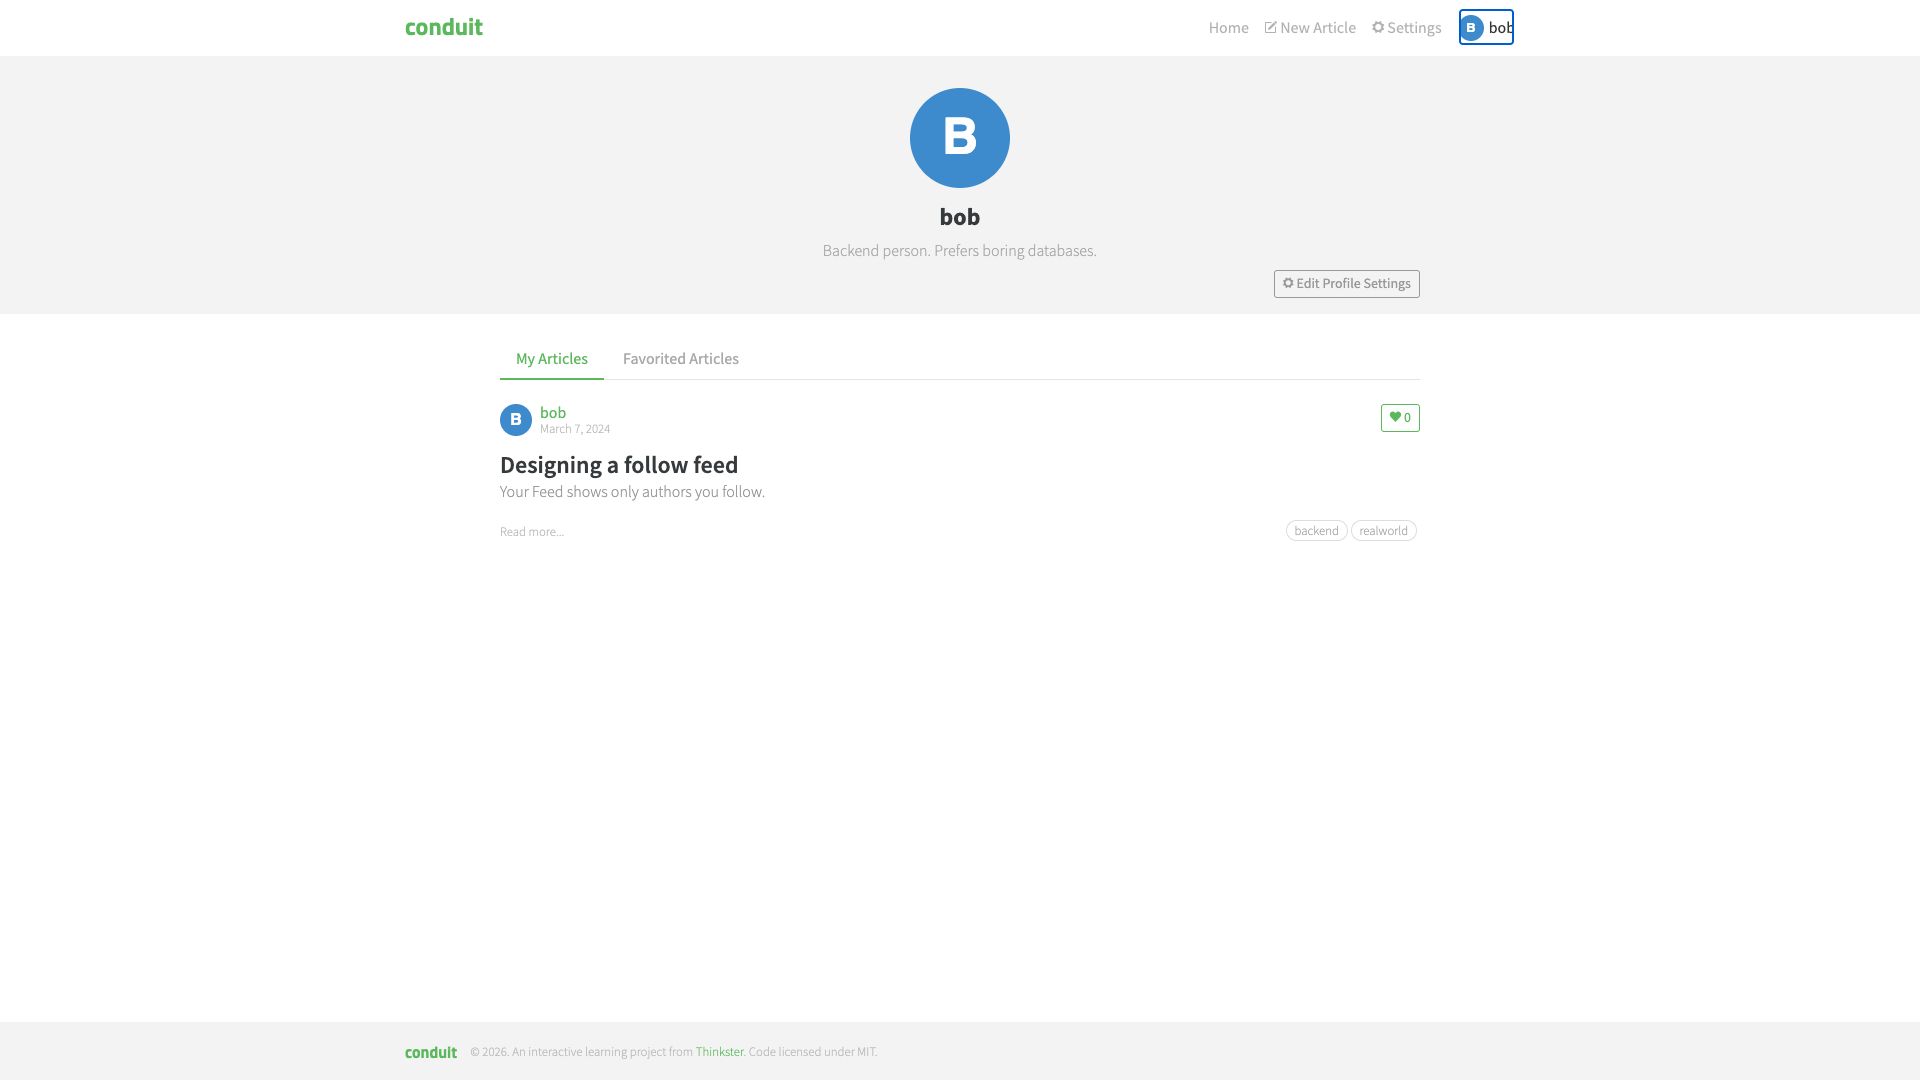 conduit
Home New Article Settings B bob
B
bob
Backend person. Prefers boring databases.
Edit Profile Settings
My Articles Favorited Articles
B bob
March 7, 2024
0
Designing a follow feed
Your Feed shows only authors you follow.
Read more...
backend realworld
conduit © 2026. An interactive learning project from Thinkster. Code licensed under MIT.